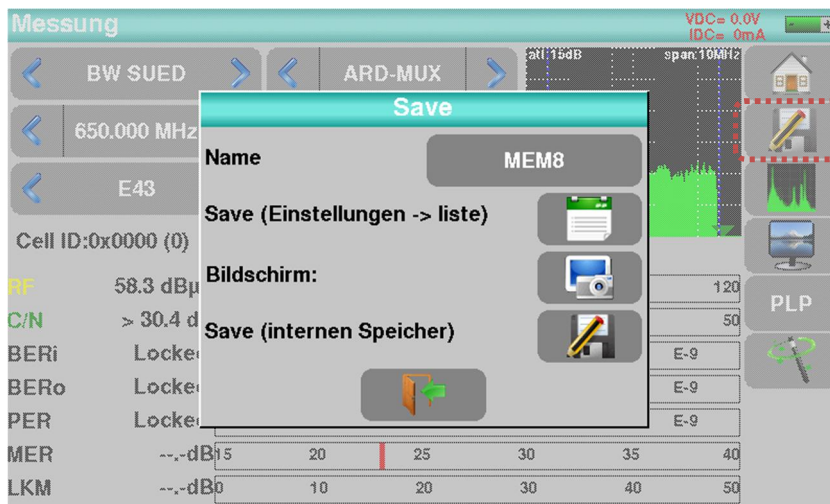 Messung
VDC= 0.0V
IDC= 0mA
BW SUED
ARD-MUX
att:15dB
span:10MHz
650.000 MHz
Save
Name
MEM8
E43
Save (Einstellungen -> liste)
Cell ID:0x0000 (0)
Bildschirm:
RF
58.3 dBµ
120
PLP
C/N
> 30.4 d
Save (internen Speicher)
50
BERi
Locke
E-9
BERo
Locke
E-9
PER
Locke
E-9
MER
--.-dB
15 20 25 30 35 40
LKM
--.-dB
0 10 20 30 40 50